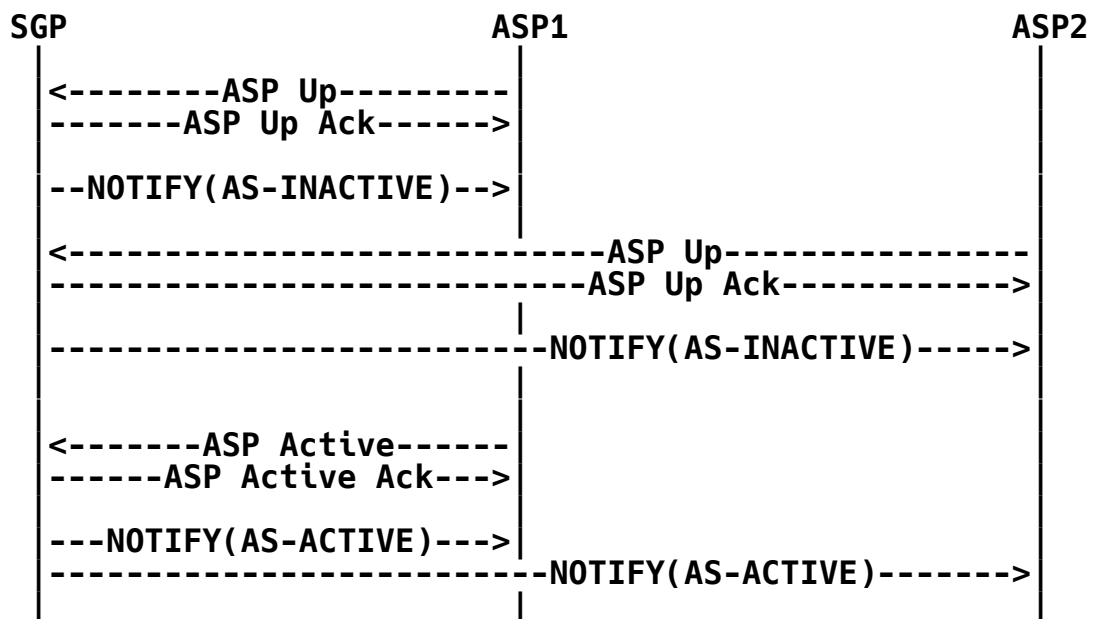 SGP ASP1 ASP2
<--------ASP Up---------
-------ASP Up Ack------>
--NOTIFY(AS-INACTIVE)-->
<----------------------------ASP Up----------------
----------------------------ASP Up Ack------------>
--------------------------NOTIFY(AS-INACTIVE)----->
<-------ASP Active------
------ASP Active Ack--->
---NOTIFY(AS-ACTIVE)--->
--------------------------NOTIFY(AS-ACTIVE)------->